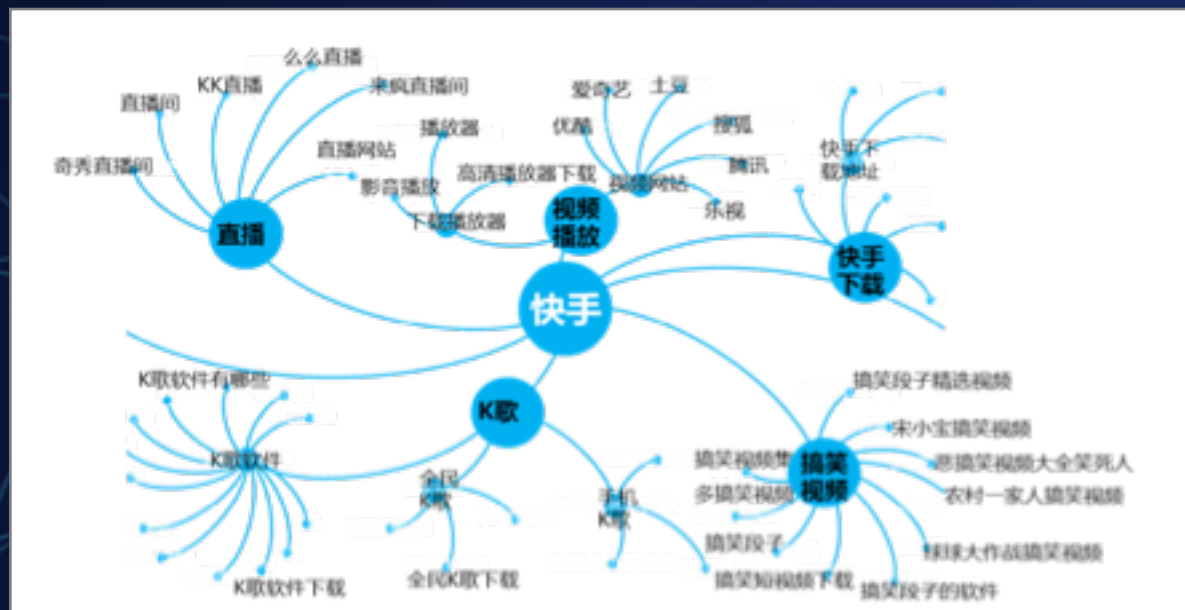 么么直播
KK直播
来疯直播间
直播间
奇秀直播间
直播网站
直播
播放器
高清播放器下载
影音播放
下载播放器
视频
播放
爱奇艺
土豆
优酷
搜狐
腾讯
视频网站
乐视
快手下
载地址
快手
下载
快手
K歌软件有哪些
K歌
K歌软件
全民
K歌
手机
K歌
K歌软件下载
全民K歌下载
搞笑段子精选视频
宋小宝搞笑视频
搞笑视频集
搞笑
视频
恶搞笑视频大全笑死人
多搞笑视频
农村一家人搞笑视频
搞笑段子
球球大作战搞笑视频
搞笑短视频下载
搞笑段子的软件